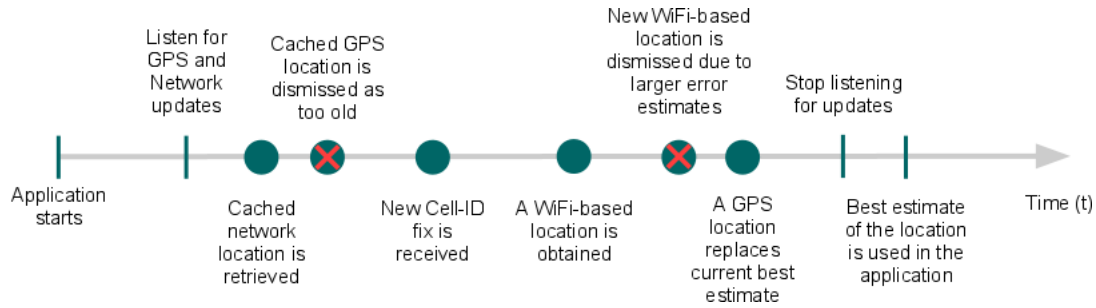 Listen for
GPS and
Network
updates
Cached GPS
location is
dismissed as
too old
New WiFi-based
location is
dismissed due to
larger error
estimates
Stop listening
for updates
Application
starts
Cached
network
location is
retrieved
New Cell-ID
fix is
received
A WiFi-based
location is
obtained
A GPS
location
replaces
current best
estimate
Best estimate
of the location
is used in the
application
Time (t)